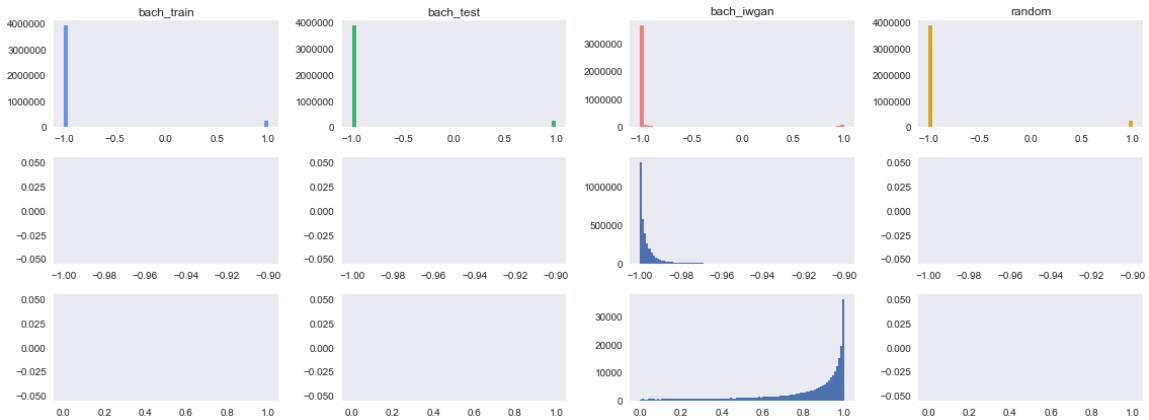 bach_train bach_test bach_iwgan random
4000000 4000000 4000000
3000000 3000000 3000000 3000000
2000000 2000000 2000000 2000000
1000000 1000000 1000000 1000000
0 0 0 0
−1.0 −0.5 0.0 0.5 1.0 −1.0 −0.5 0.0 0.5 1.0 −1.0 −0.5 0.0 0.5 1.0 −1.0 −0.5 0.0 0.5 1.0
0.050 0.050 0.050
0.025 0.025 1000000 0.025
0.000 0.000 500000 0.000
−0.025 −0.025 −0.025
−0.050 −0.050 0 −0.050
−1.00 −0.98 −0.96 −0.94 −0.92 −0.90 −1.00 −0.98 −0.96 −0.94 −0.92 −0.90 −1.00 −0.98 −0.96 −0.94 −0.92 −0.90 −1.00 −0.98 −0.96 −0.94 −0.92 −0.90
0.050 0.050 0.050
0.025 0.025 30000 0.025
0.000 0.000 20000 0.000
−0.025 −0.025 10000 −0.025
−0.050 −0.050 0 −0.050
0.0 0.2 0.4 0.6 0.8 1.0 0.0 0.2 0.4 0.6 0.8 1.0 0.0 0.2 0.4 0.6 0.8 1.0 0.0 0.2 0.4 0.6 0.8 1.0